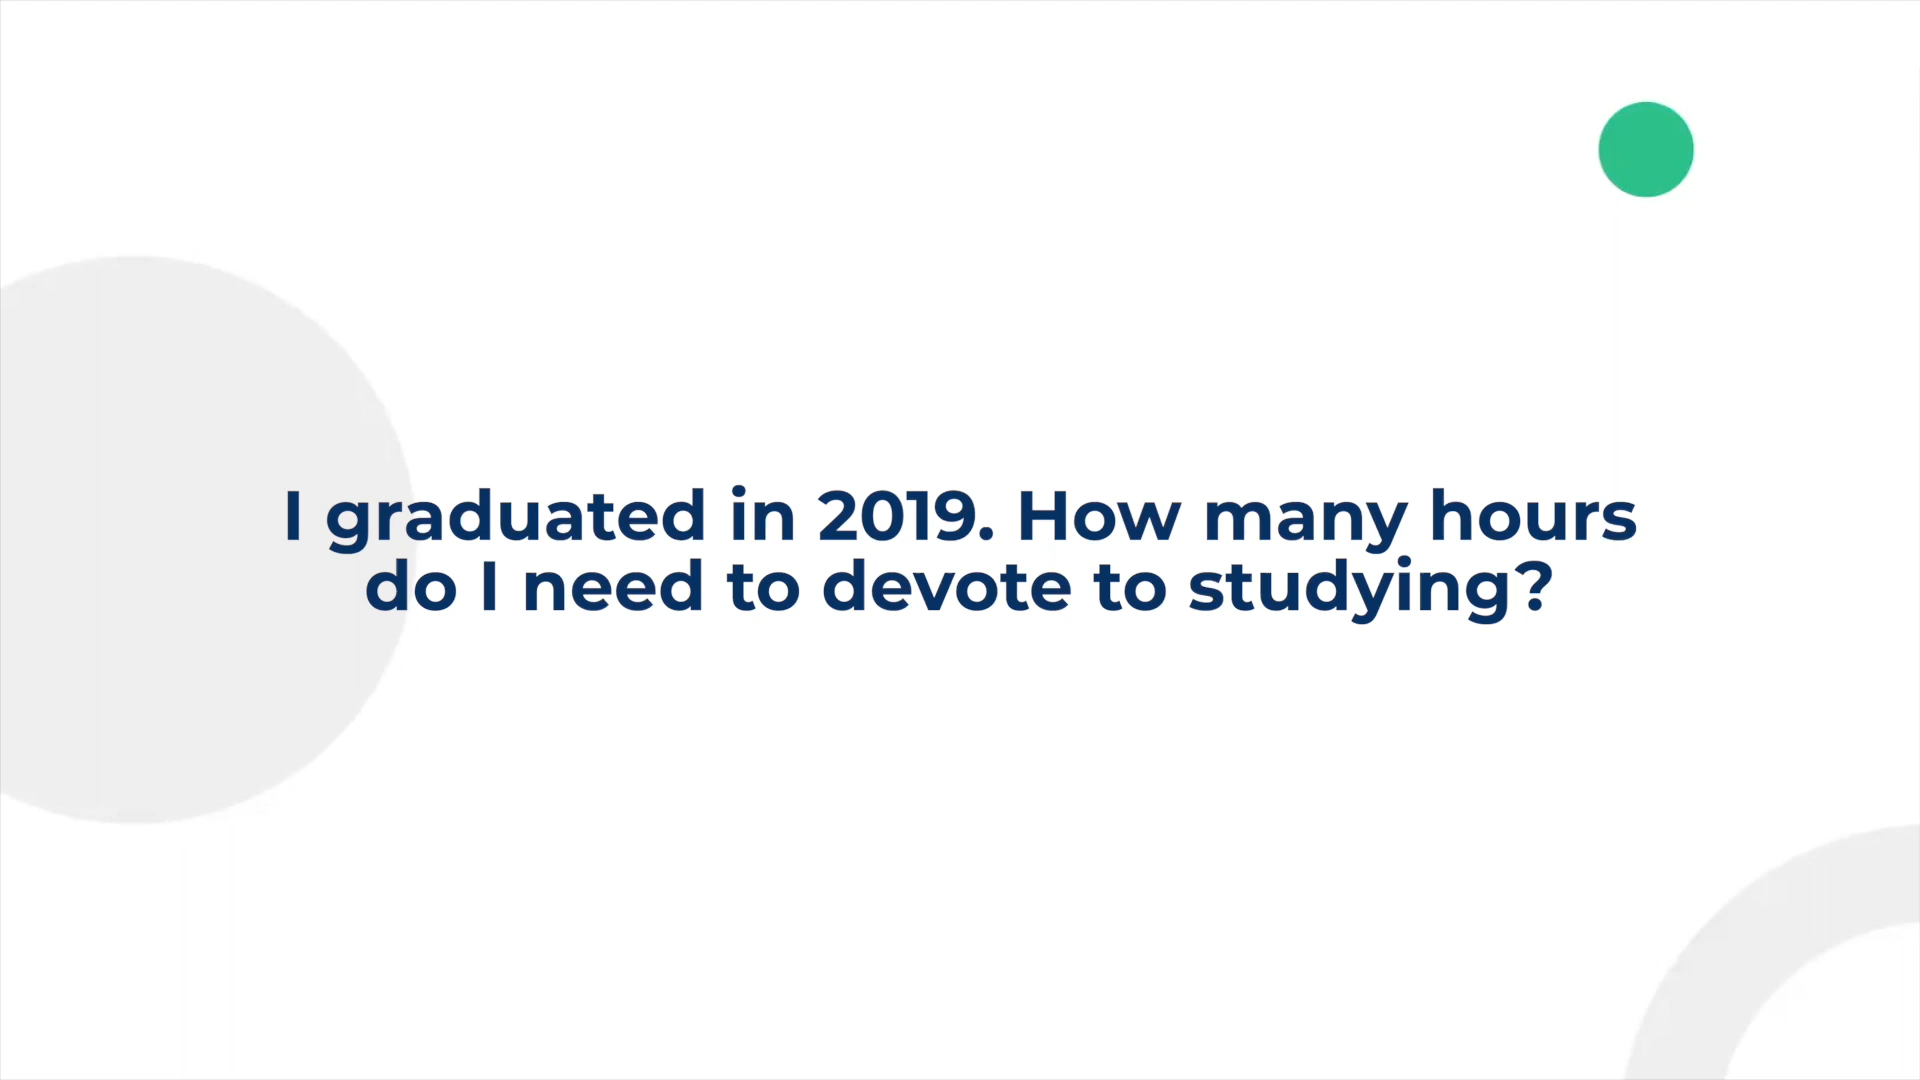 I graduated in 2019. How many hours
do I need to devote to studying?